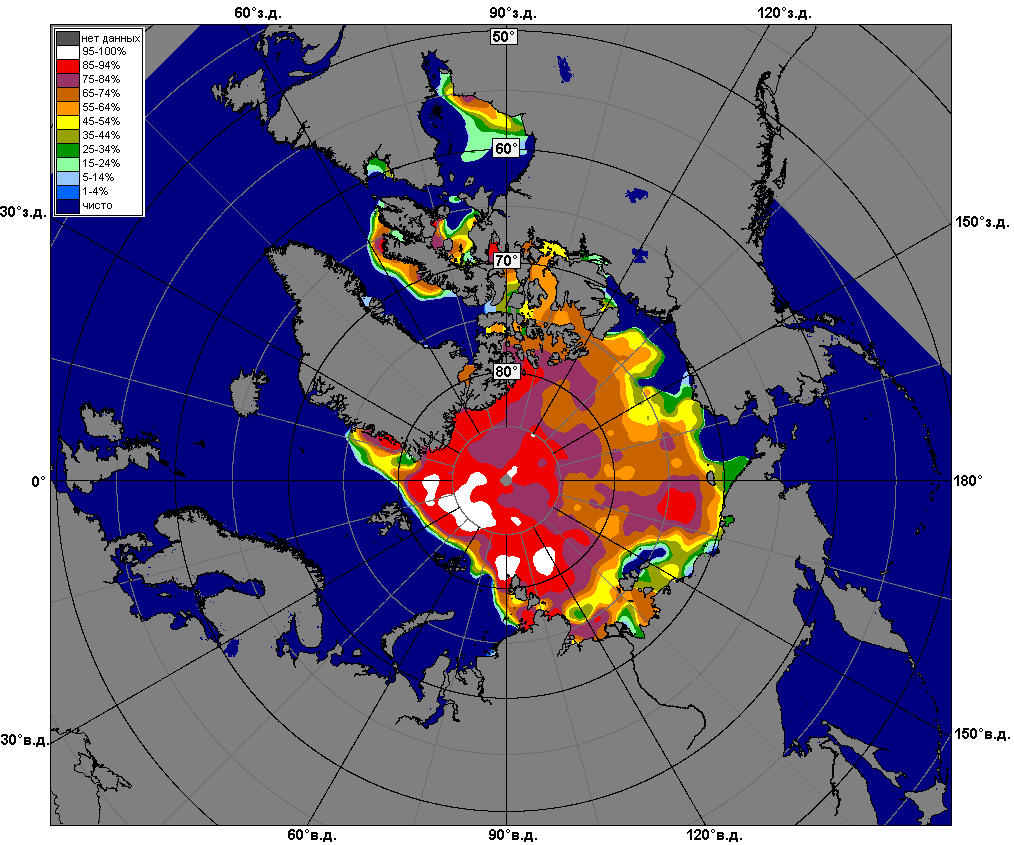 60°з.д.
90°з.д.
120°з.д.
нет данных
95-100%
85-94%
75-84%
65-74%
55-64%
45-54%
35-44%
25-34%
15-24%
5-14%
1-4%
чисто
50°
60°
70°
80°
30°з.д.
150°з.д.
0°
180°
30°в.д.
150°в.д.
60°в.д.
90°в.д.
120°в.д.